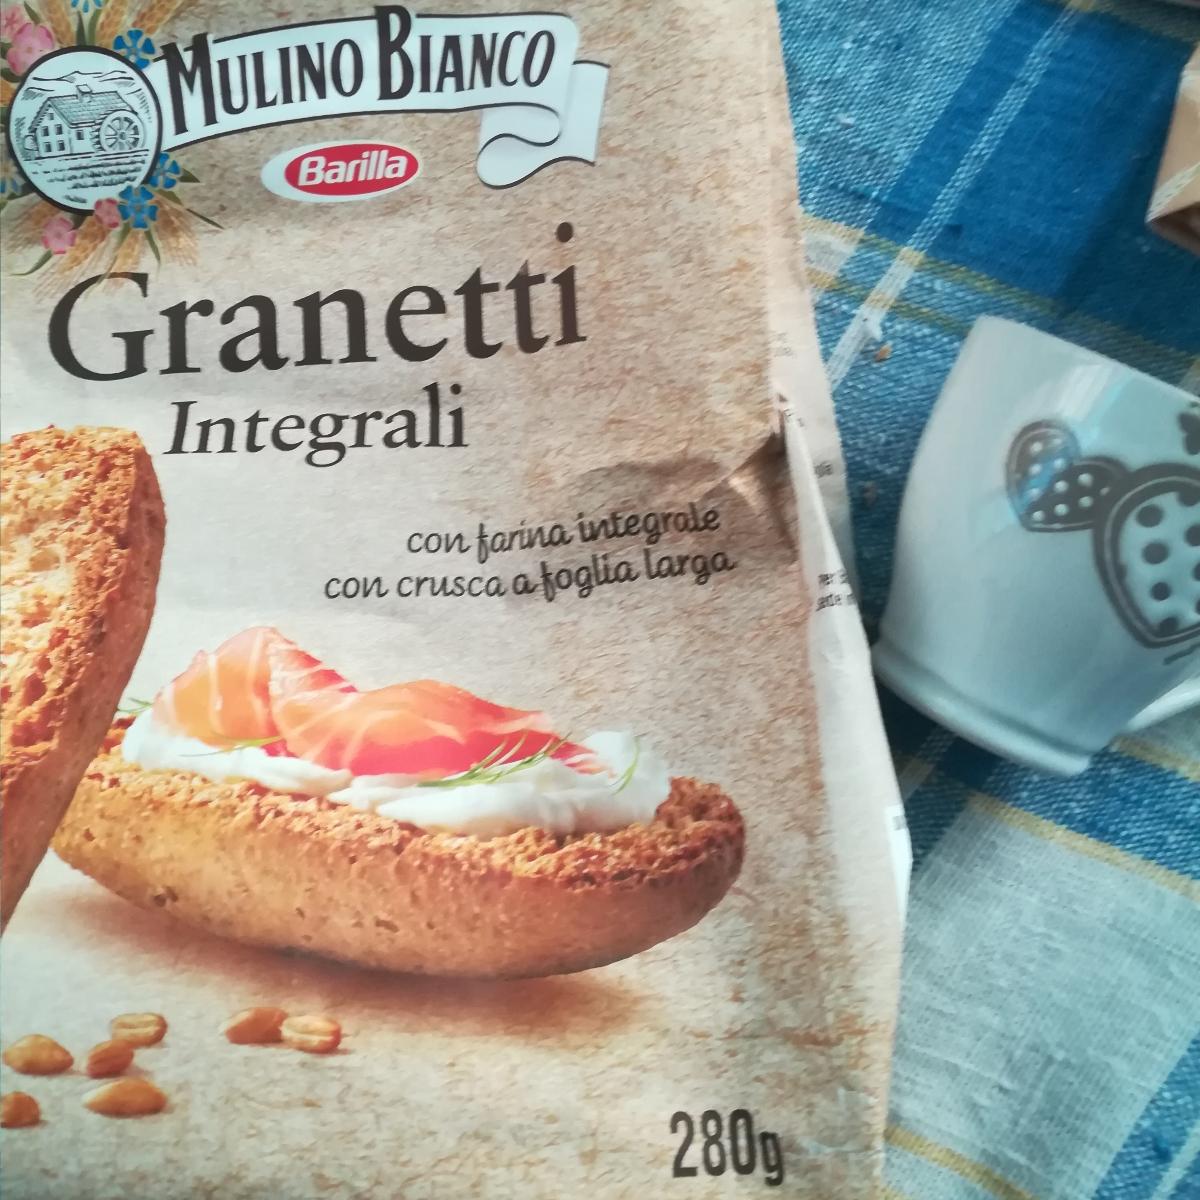 MULINO BIANCO
Barilla
Granetti
Integrali
con farina integrale
con crusca a foglia larga
280g